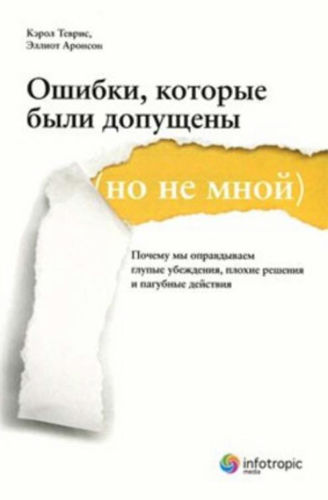 Кэрол Теврис,
Эллиот Аронсон
Ошибки, которые
были допущены
(но не мной)
Почему мы оправдываем
глупые убеждения, плохие решения
и пагубные действия
infotropic
media